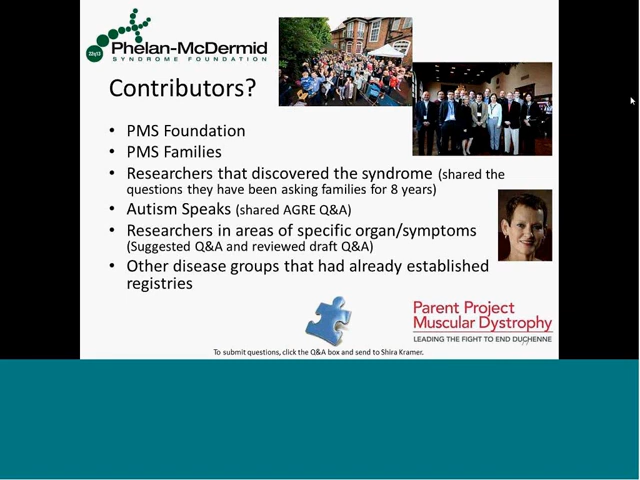 22q13
Phelan-McDermid
SYNDROME FOUNDATION
Contributors?
• PMS Foundation
• PMS Families
• Researchers that discovered the syndrome (shared the
questions they have been asking families for 8 years)
• Autism Speaks (shared AGRE Q&A)
• Researchers in areas of specific organ/symptoms
(Suggested Q&A and reviewed draft Q&A)
• Other disease groups that had already established
registries
Parent Project
Muscular Dystrophy
LEADING THE FIGHT TO END DUCHENNE
To submit questions, click the Q&A box and send to Shira Kramer.